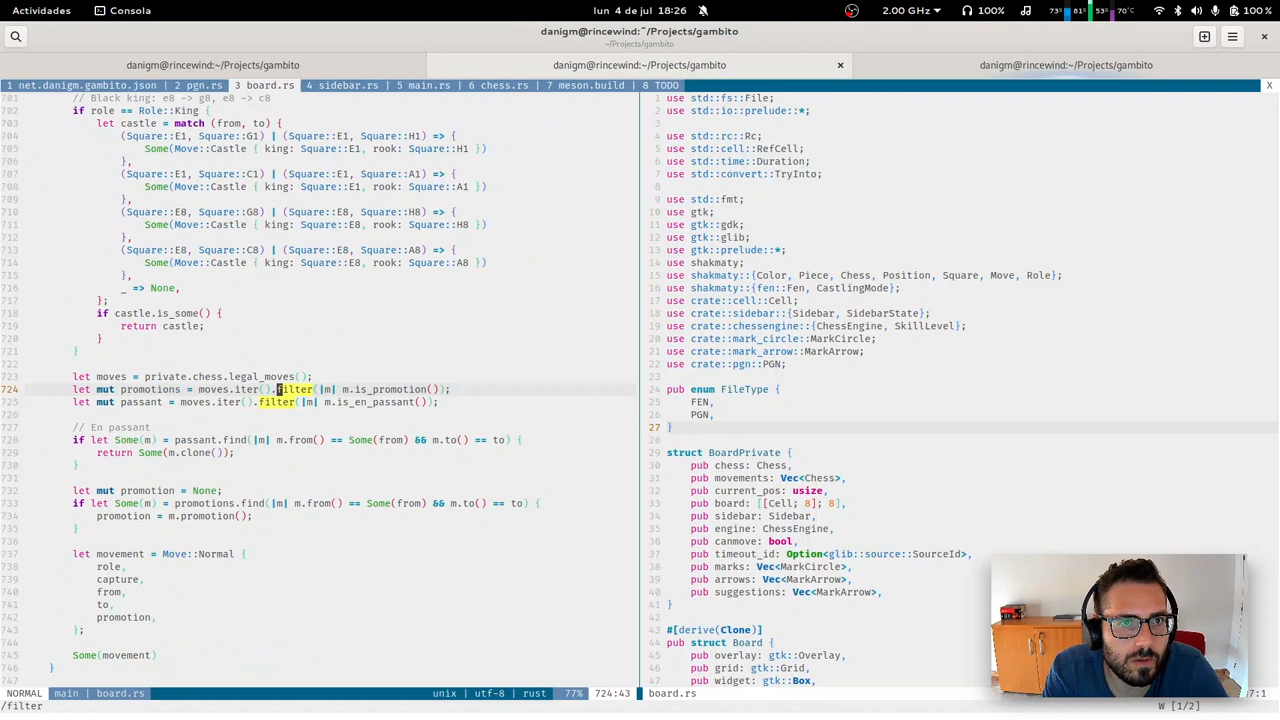 Actividades Consola lun 4 de jul 18:26 2.00 GHz 100% 73% 81% 53% 70°C 100 %
danigm@rincewind:~/Projects/gambito
~/Projects/gambito
danigm@rincewind:~/Projects/gambito × danigm@rincewind:~/Projects/gambito × danigm@rincewind:~/Projects/gambito
1 net.danigm.gambito.json | 2 pgn.rs | 3 board.rs 4 sidebar.rs | 5 main.rs | 6 chess.rs | 7 meson.build | 8 TODO X
701 // Black king: e8 -> g8, e8 -> c8
702 if role == Role::King {
703 let castle = match (from, to) {
704 (Square::E1, Square::G1) | (Square::E1, Square::H1) => {
705 Some(Move::Castle { king: Square::E1, rook: Square::H1 })
706 },
707 (Square::E1, Square::C1) | (Square::E1, Square::A1) => {
708 Some(Move::Castle { king: Square::E1, rook: Square::A1 })
709 },
710 (Square::E8, Square::G8) | (Square::E8, Square::H8) => {
711 Some(Move::Castle { king: Square::E8, rook: Square::H8 })
712 },
713 (Square::E8, Square::C8) | (Square::E8, Square::A8) => {
714 Some(Move::Castle { king: Square::E8, rook: Square::A8 })
715 },
716 _ => None,
717 };
718 if castle.is_some() {
719 return castle;
720 }
721 }
722
723 let moves = private.chess.legal_moves();
724 let mut promotions = moves.iter().filter(|m| m.is_promotion());
725 let mut passant = moves.iter().filter(|m| m.is_en_passant());
726
727 // En passant
728 if let Some(m) = passant.find(|m| m.from() == Some(from) && m.to() == to) {
729 return Some(m.clone());
730 }
731
732 let mut promotion = None;
733 if let Some(m) = promotions.find(|m| m.from() == Some(from) && m.to() == to) {
734 promotion = m.promotion();
735 }
736
737 let movement = Move::Normal {
738 role,
739 capture,
740 from,
741 to,
742 promotion,
743 };
744
745 Some(movement)
746 }
747
NORMAL main | board.rs unix | utf-8 | rust 77% 724:43
/filter
1 use std::fs::File;
2 use std::io::prelude::*;
3
4 use std::rc::Rc;
5 use std::cell::RefCell;
6 use std::time::Duration;
7 use std::convert::TryInto;
8
9 use std::fmt;
10 use gtk;
11 use gtk::gdk;
12 use gtk::glib;
13 use gtk::prelude::*;
14 use shakmaty;
15 use shakmaty::{Color, Piece, Chess, Position, Square, Move, Role};
16 use shakmaty::{fen::Fen, CastlingMode};
17 use crate::cell::Cell;
18 use crate::sidebar::{Sidebar, SidebarState};
19 use crate::chessengine::{ChessEngine, SkillLevel};
20 use crate::mark_circle::MarkCircle;
21 use crate::mark_arrow::MarkArrow;
22 use crate::pgn::PGN;
23
24 pub enum FileType {
25 FEN,
26 PGN,
27 }
28
29 struct BoardPrivate {
30 pub chess: Chess,
31 pub movements: Vec<Chess>,
32 pub current_pos: usize,
33 pub board: [[Cell; 8]; 8],
34 pub sidebar: Sidebar,
35 pub engine: ChessEngine,
36 pub canmove: bool,
37 pub timeout_id: Option<glib::source::SourceId>,
38 pub marks: Vec<MarkCircle>,
39 pub arrows: Vec<MarkArrow>,
40 pub suggestions: Vec<MarkArrow>,
41 }
42
43 #[derive(Clone)]
44 pub struct Board {
45 pub overlay: gtk::Overlay,
46 pub grid: gtk::Grid,
47 pub widget: gtk::Box,
board.rs 7:1
W [1/2]